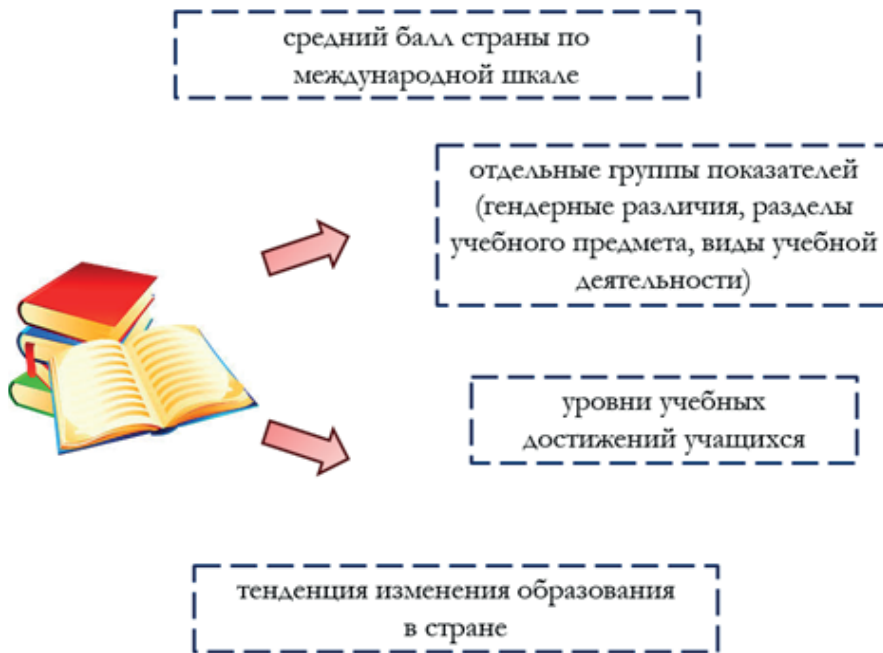 средний балл страны по
международной шкале
отдельные группы показателей
(гендерные различия, разделы
учебного предмета, виды учебной
деятельности)
уровни учебных
достижений учащихся
тенденция изменения образования
в стране